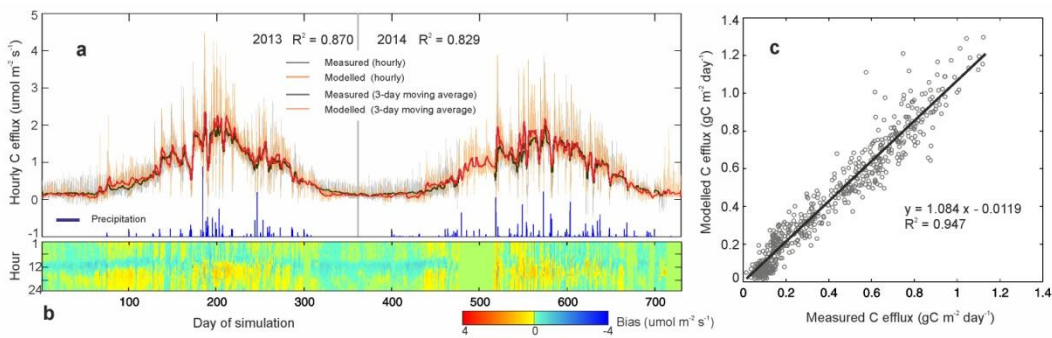 a
2013 R² = 0.870
2014 R² = 0.829
Measured (hourly)
Modelled (hourly)
Measured (3-day moving average)
Modelled (3-day moving average)
Hourly C efflux (umol m⁻² s⁻¹)
5
4
3
2
1
0
-1
Precipitation
Hour
1
12
24
100
200
300
400
500
600
700
b
Day of simulation
4
0
-4
Bias (umol m⁻² s⁻¹)
c
Modelled C efflux (gC m⁻² day⁻¹)
1.4
1.2
1.0
0.8
0.6
0.4
0.2
0
y = 1.084 x - 0.0119
R² = 0.947
0
0.2
0.4
0.6
0.8
1
1.2
1.4
Measured C efflux (gC m⁻² day⁻¹)